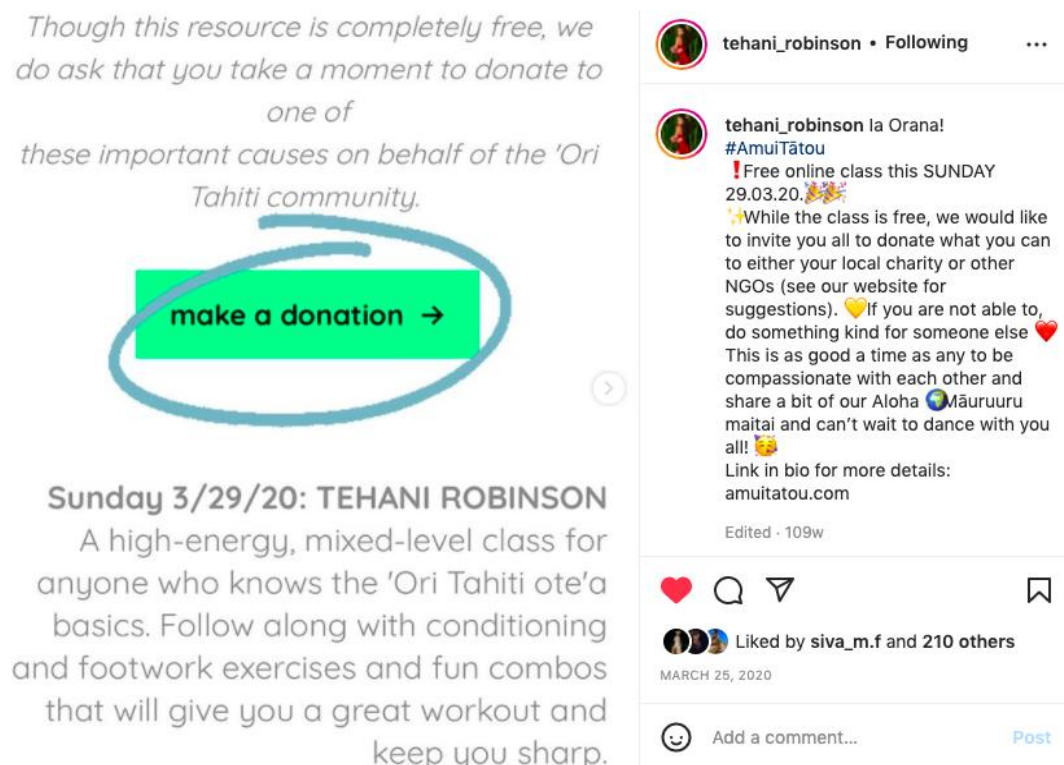 Though this resource is completely free, we
do ask that you take a moment to donate to
one of
these important causes on behalf of the 'Ori
Tahiti community.
make a donation →
Sunday 3/29/20: TEHANI ROBINSON
A high-energy, mixed-level class for
anyone who knows the 'Ori Tahiti ote'a
basics. Follow along with conditioning
and footwork exercises and fun combos
that will give you a great workout and
keep you sharp.
tehani_robinson • Following
tehani_robinson Ia Orana!
#AmuiTātou
❗Free online class this SUNDAY
29.03.20.🎉🎉
✨While the class is free, we would like
to invite you all to donate what you can
to either your local charity or other
NGOs (see our website for
suggestions). 💛If you are not able to,
do something kind for someone else ❤️
This is as good a time as any to be
compassionate with each other and
share a bit of our Aloha 🌍Māuruuru
maitai and can't wait to dance with you
all! 🥳
Link in bio for more details:
amuitatou.com
Edited · 109w
Liked by siva_m.f and 210 others
MARCH 25, 2020
Add a comment...
Post